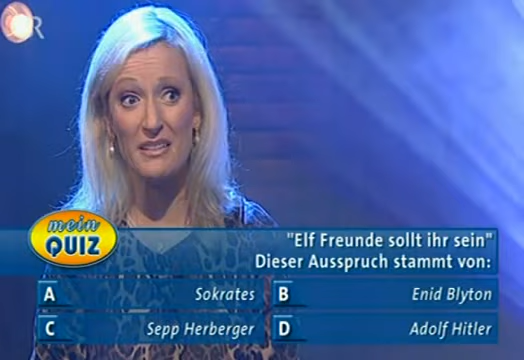 R
mein
QUIZ
"Elf Freunde sollt ihr sein"
Dieser Ausspruch stammt von:
A Sokrates
B Enid Blyton
C Sepp Herberger
D Adolf Hitler